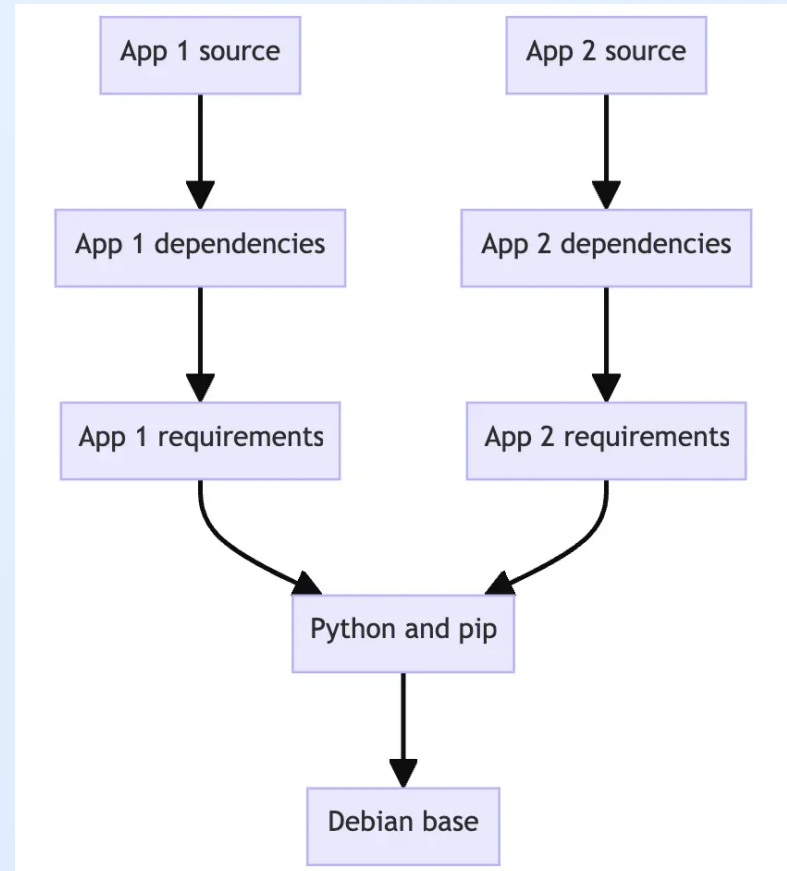 App 1 source
App 2 source
App 1 dependencies
App 2 dependencies
App 1 requirements
App 2 requirements
Python and pip
Debian base